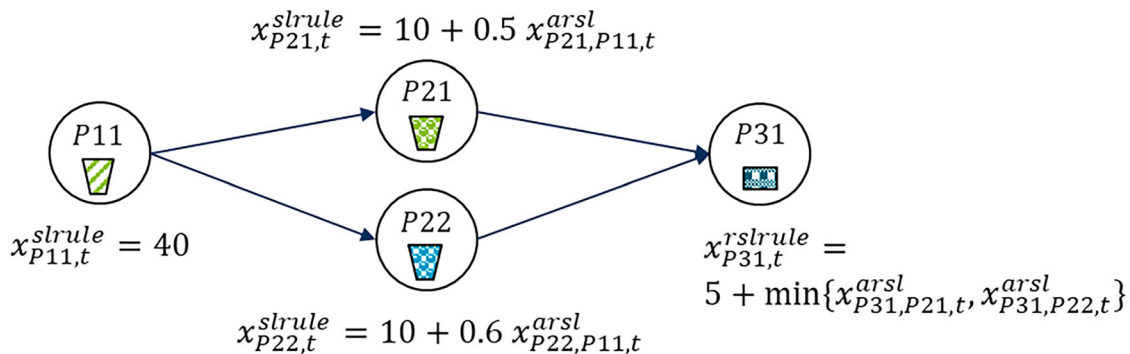 x^{slrule}_{P21,t} = 10 + 0.5 x^{arsl}_{P21,P11,t}
P21
P11
P31
P22
x^{slrule}_{P11,t} = 40
x^{rslrule}_{P31,t} =
5 + min{x^{arsl}_{P31,P21,t}, x^{arsl}_{P31,P22,t}}
x^{slrule}_{P22,t} = 10 + 0.6 x^{arsl}_{P22,P11,t}